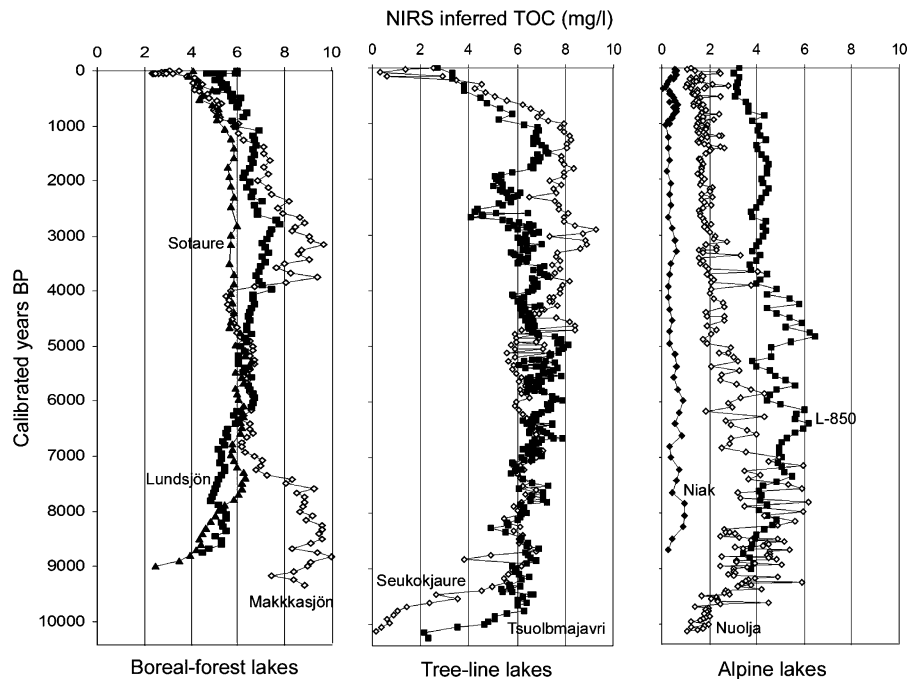 NIRS inferred TOC (mg/l)
0 2 4 6 8 10 0 2 4 6 8 10 0 2 4 6 8 10
0
1000
2000
3000
4000
5000
6000
7000
8000
9000
10000
Calibrated years BP
Sotaure
Lundsjön
Makkkasjön
Seukokjaure
Tsuolbmajavri
L-850
Niak
Nuolja
Boreal-forest lakes Tree-line lakes Alpine lakes